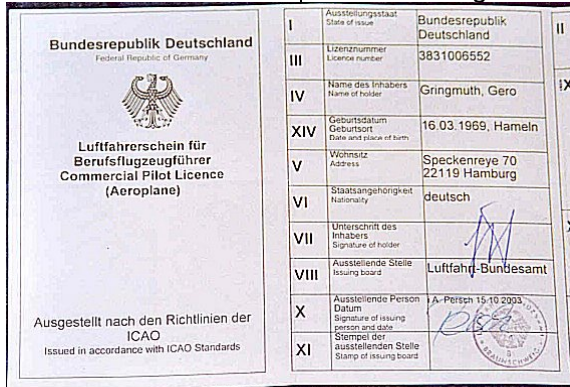 Bundesrepublik Deutschland
Federal Republic of Germany
Luftfahrerschein für
Berufsflugzeugführer
Commercial Pilot Licence
(Aeroplane)
Ausgestellt nach den Richtlinien der
ICAO
Issued in accordance with ICAO Standards
I
Ausstellungsstaat
State of issue
Bundesrepublik
Deutschland
III
Lizenznummer
Licence number
3831006552
IV
Name des Inhabers
Name of holder
Gringmuth, Gero
XIV
Geburtsdatum
Geburtsort
Date and place of birth
16.03.1969, Hameln
V
Wohnsitz
Address
Speckenreye 70
22119 Hamburg
VI
Staatsangehörigkeit
Nationality
deutsch
VII
Unterschrift des
Inhabers
Signature of holder
VIII
Ausstellende Stelle
Issuing board
Luftfahrt-Bundesamt
X
Ausstellende Person
Datum
Signature of issuing
person and date
A. Persch 15.10.2003
XI
Stempel der
ausstellenden Stelle
Stamp of issuing board
BRAUNSCHWEIG
II